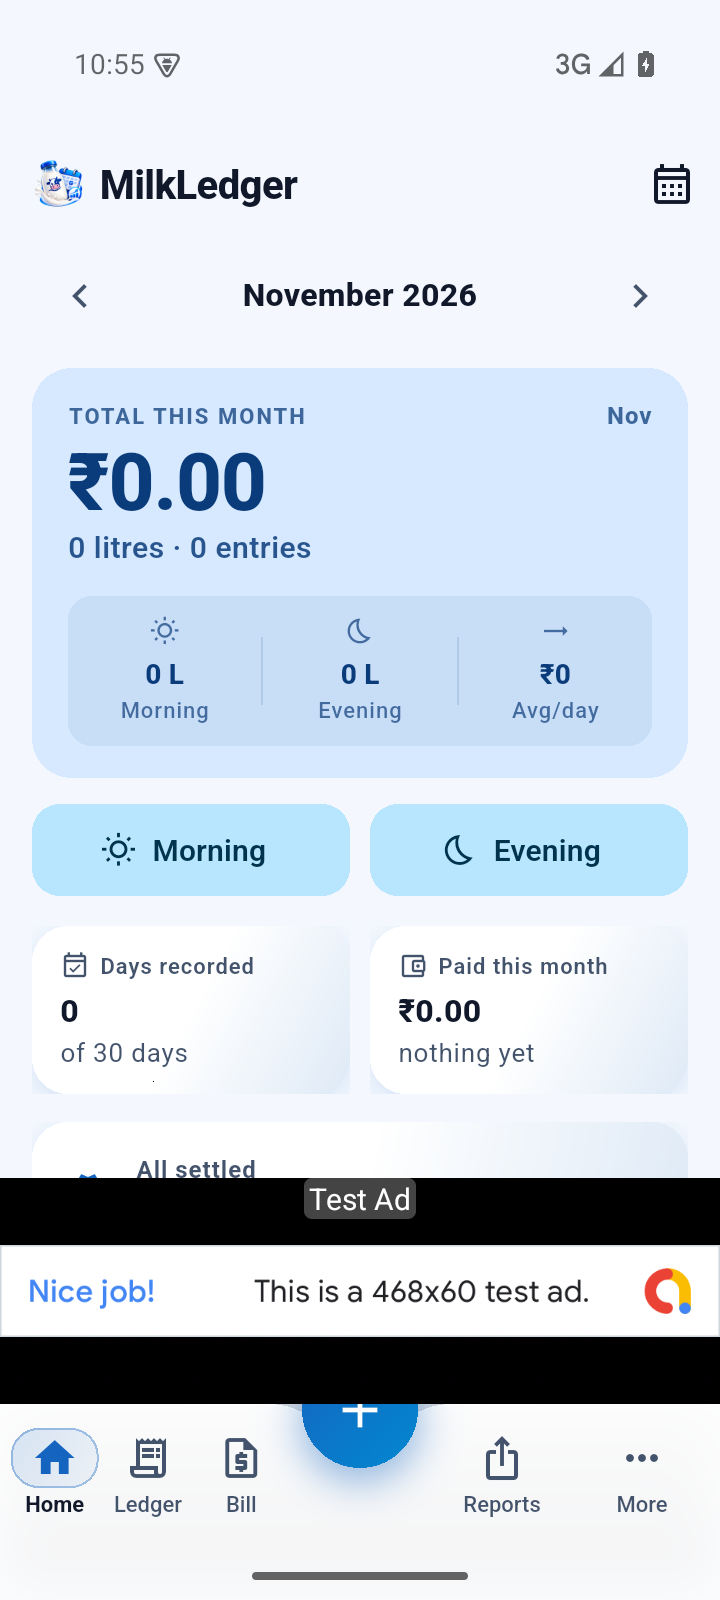 10:55
3G
MilkLedger
November 2026
TOTAL THIS MONTH
Nov
₹0.00
0 litres · 0 entries
0 L
0 L
₹0
Morning
Evening
Avg/day
Morning
Evening
Days recorded
Paid this month
0
₹0.00
of 30 days
nothing yet
All settled
Test Ad
Nice job!
This is a 468x60 test ad.
Home
Ledger
Bill
Reports
More